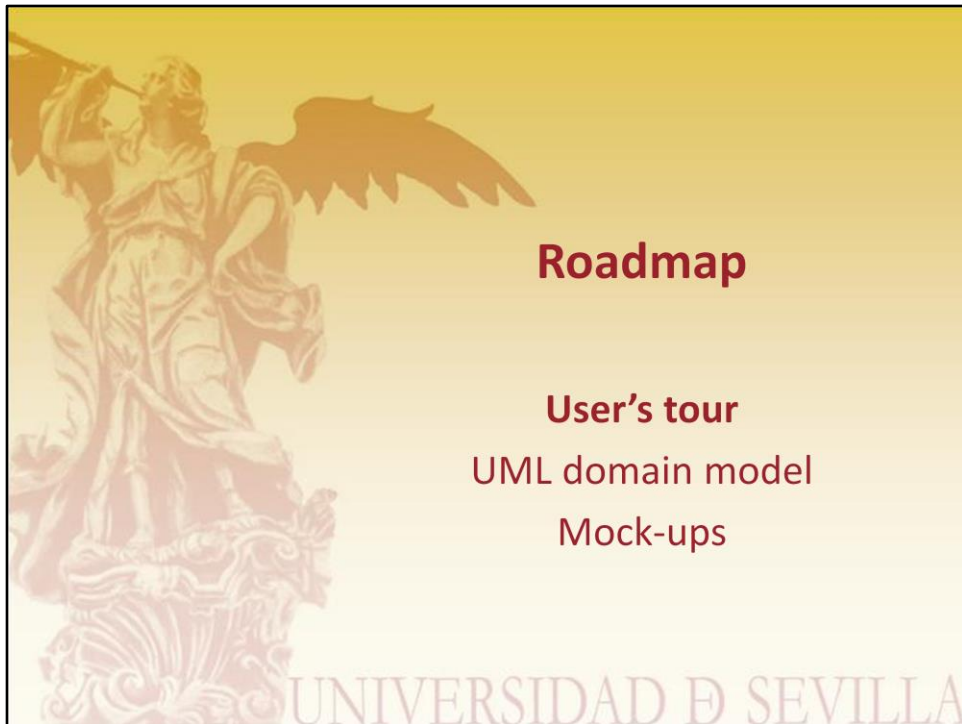 Roadmap
User’s tour
UML domain model
Mock-ups
UNIVERSIDAD Ð SEVILLA